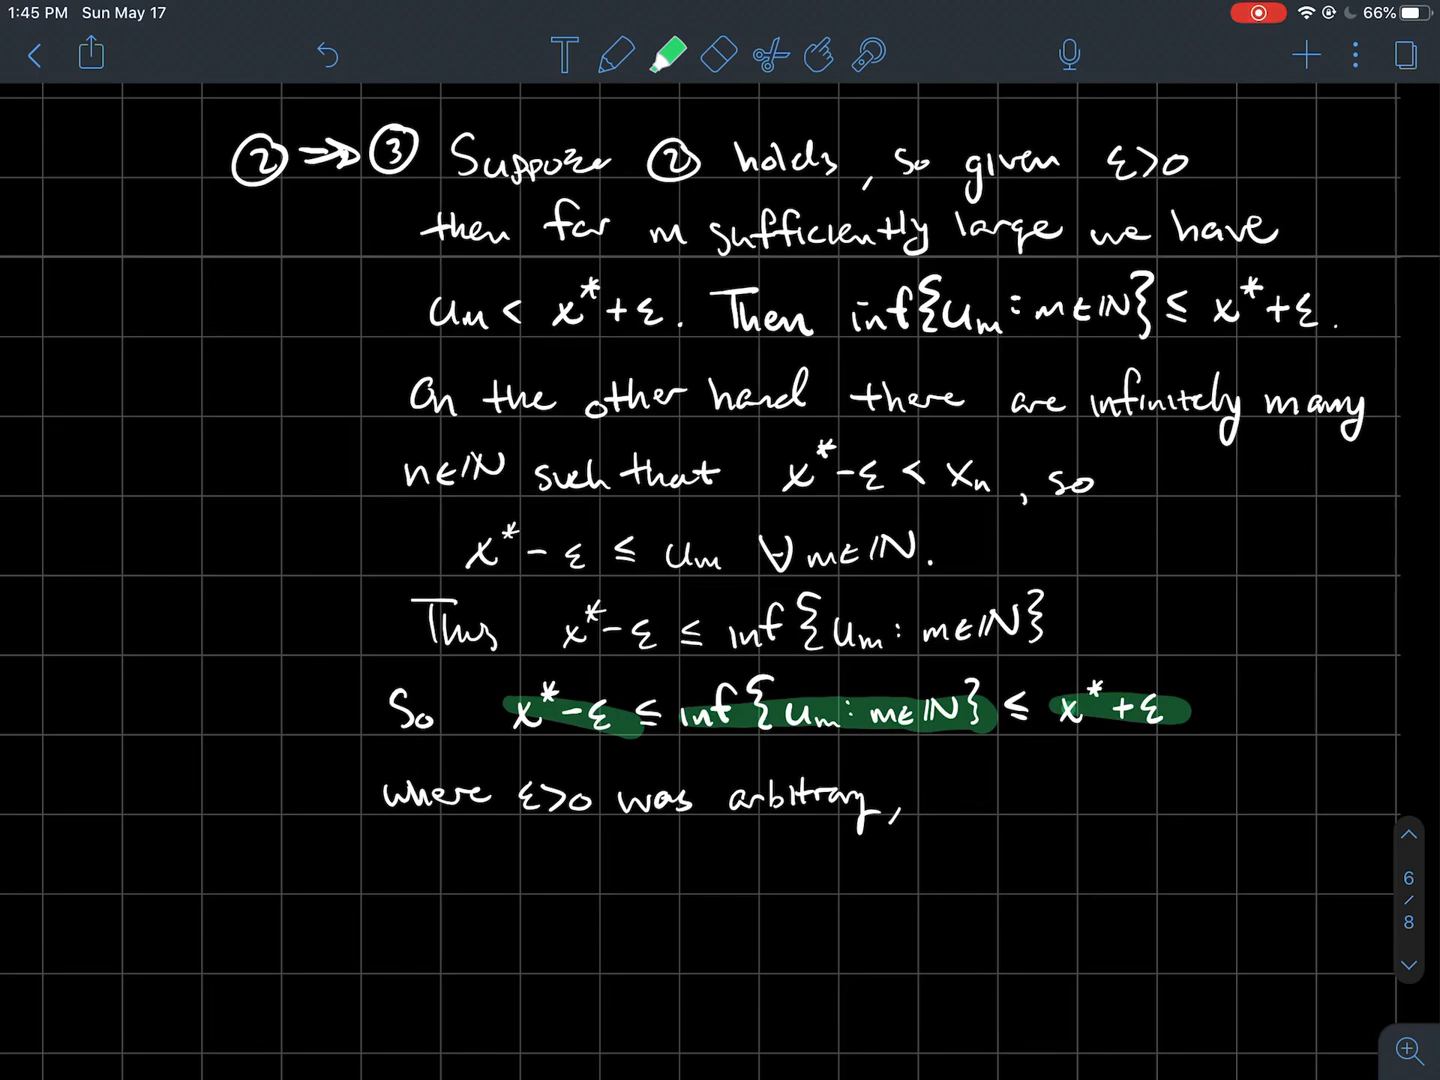 1:45 PM Sun May 17
66%
② ⇒ ③ Suppose ② holds, so given ε>0
then for m sufficiently large we have
uₘ < x* + ε. Then inf{uₘ : m∈ℕ} ≤ x* + ε.
On the other hand there are infinitely many
n∈ℕ such that x* - ε < xₙ, so
x* - ε ≤ uₘ ∀ m∈ℕ.
Thus x* - ε ≤ inf{uₘ : m∈ℕ}
So x* - ε ≤ inf{uₘ : m∈ℕ} ≤ x* + ε
where ε>0 was arbitrary,
6
/
8